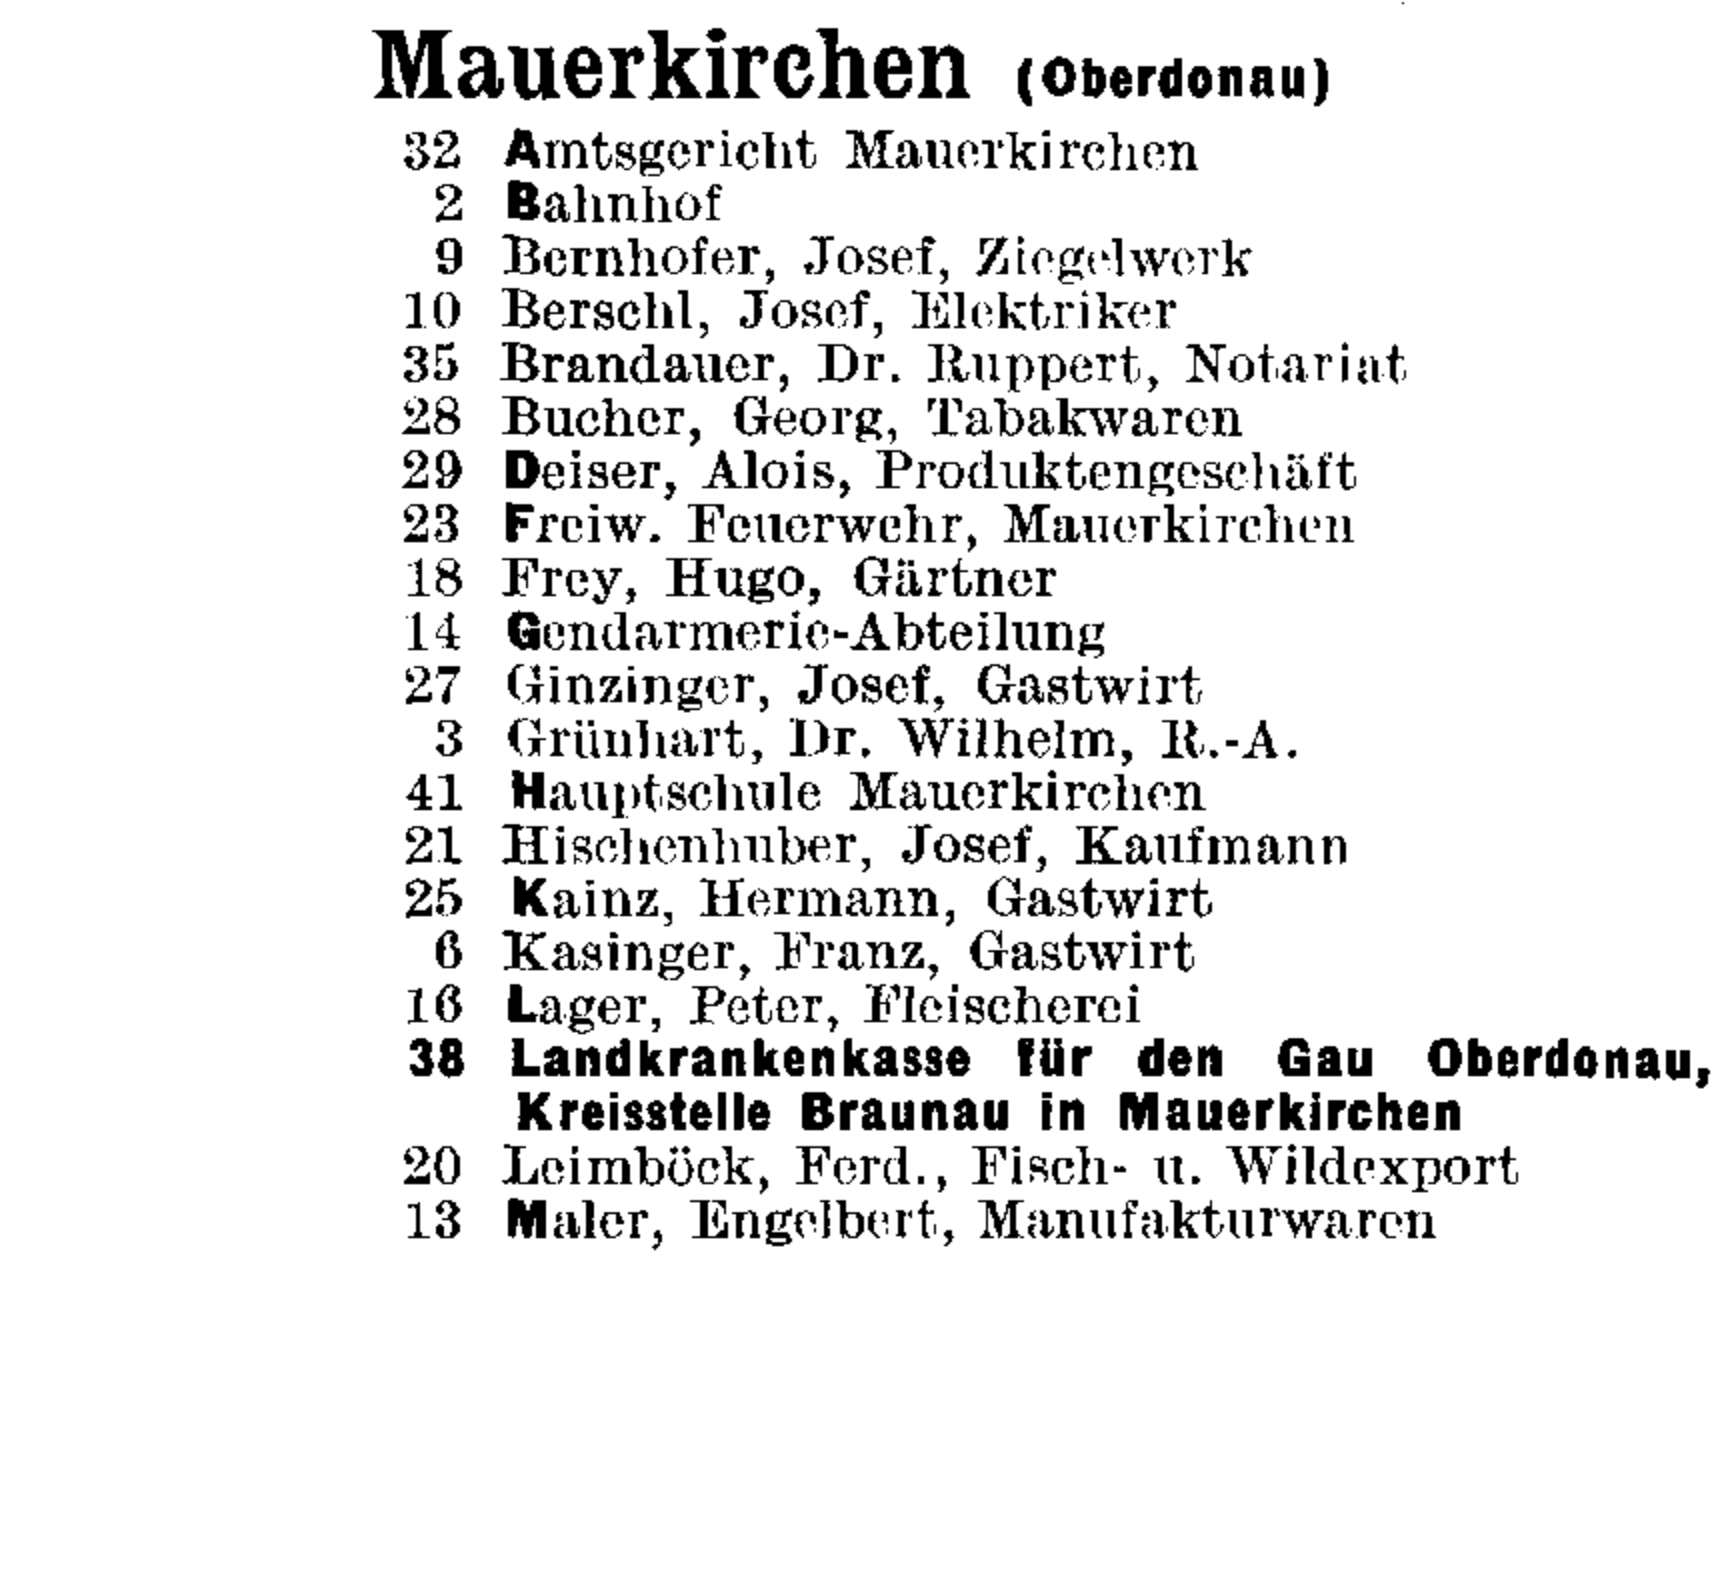 Mauerkirchen (Oberdonau)
32 Amtsgericht Mauerkirchen
2 Bahnhof
9 Bernhofer, Josef, Ziegelwerk
10 Berschl, Josef, Elektriker
35 Brandauer, Dr. Ruppert, Notariat
28 Bucher, Georg, Tabakwaren
29 Deiser, Alois, Produktengeschäft
23 Freiw. Feuerwehr, Mauerkirchen
18 Frey, Hugo, Gärtner
14 Gendarmerie-Abteilung
27 Ginzinger, Josef, Gastwirt
3 Grünhart, Dr. Wilhelm, R.-A.
41 Hauptschule Mauerkirchen
21 Hischenhuber, Josef, Kaufmann
25 Kainz, Hermann, Gastwirt
6 Kasinger, Franz, Gastwirt
16 Lager, Peter, Fleischerei
38 Landkrankenkasse für den Gau Oberdonau,
Kreisstelle Braunau in Mauerkirchen
20 Leimböck, Ferd., Fisch- u. Wildexport
13 Maler, Engelbert, Manufakturwaren